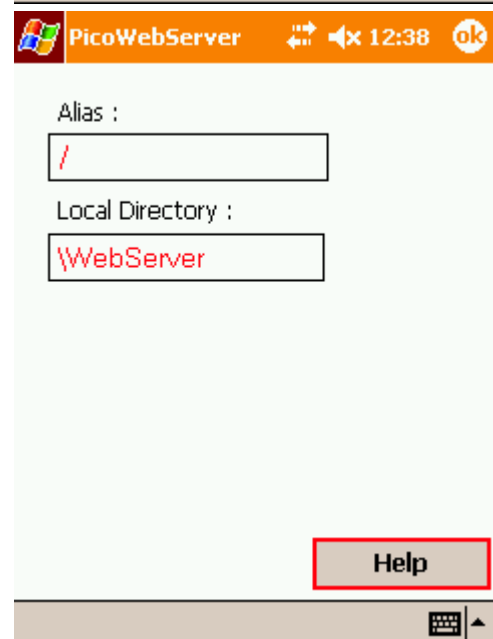 PicoWebServer 12:38 ok
Alias :
/
Local Directory :
\WebServer
Help